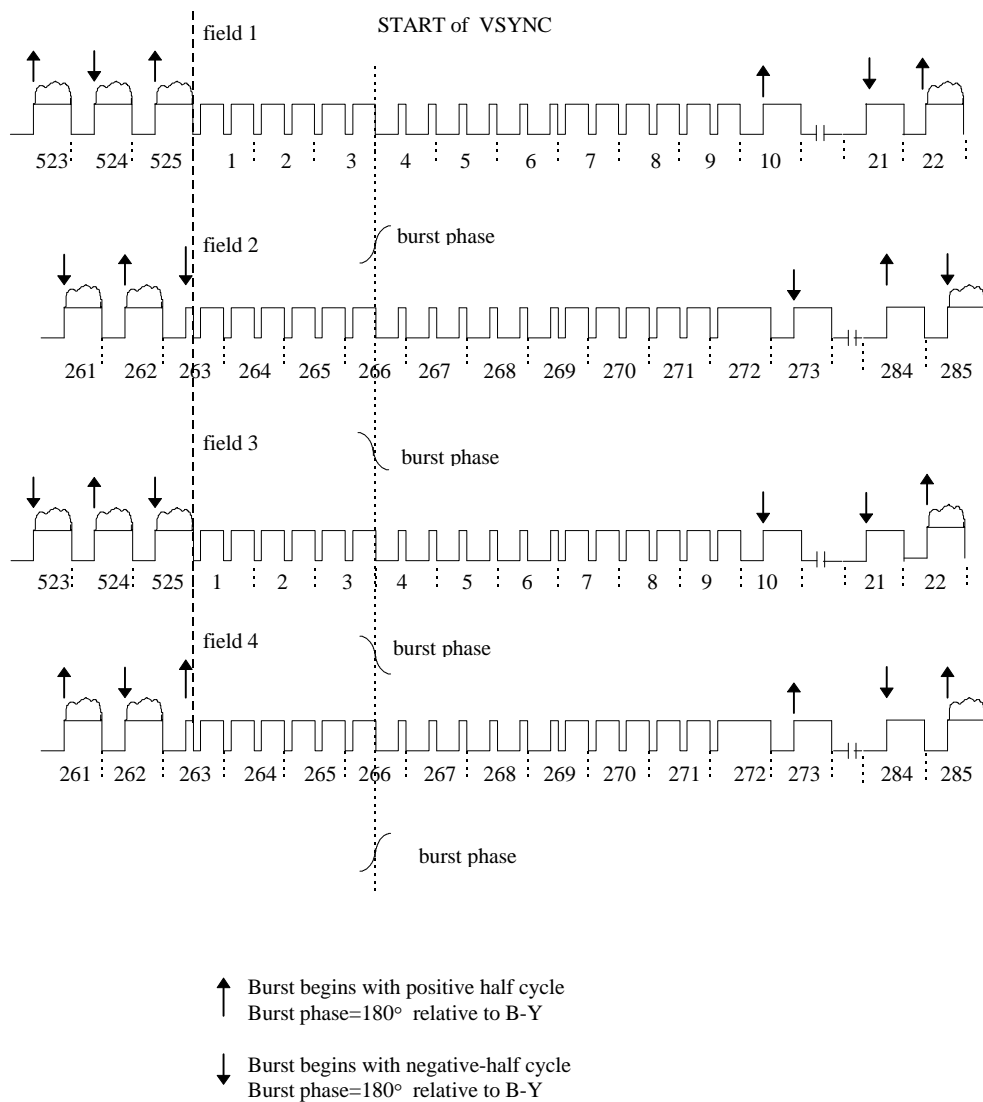 field 1
START of VSYNC
523 524 525 1 2 3 4 5 6 7 8 9 10 21 22
field 2
burst phase
261 262 263 264 265 266 267 268 269 270 271 272 273 284 285
field 3
burst phase
523 524 525 1 2 3 4 5 6 7 8 9 10 21 22
field 4
burst phase
261 262 263 264 265 266 267 268 269 270 271 272 273 284 285
burst phase
Burst begins with positive half cycle
Burst phase=180° relative to B-Y
Burst begins with negative-half cycle
Burst phase=180° relative to B-Y